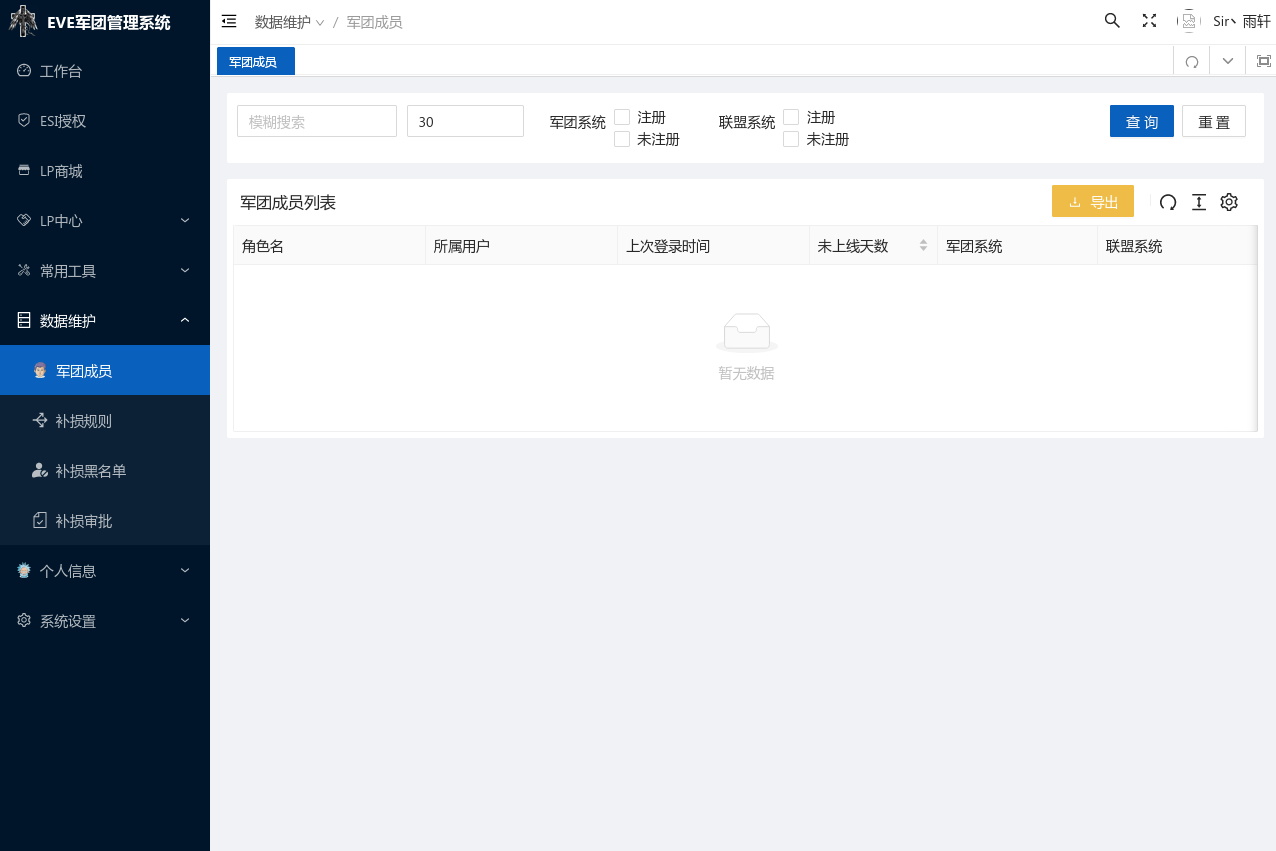 EVE军团管理系统
工作台
ESI授权
LP商城
LP中心
常用工具
数据维护
军团成员
补损规则
补损黑名单
补损审批
个人信息
系统设置
数据维护 / 军团成员
Sir丶雨轩
军团成员
模糊搜索
30
军团系统
注册
未注册
联盟系统
注册
未注册
查 询
重 置
军团成员列表
导出
角色名 所属用户 上次登录时间 未上线天数 军团系统 联盟系统
暂无数据